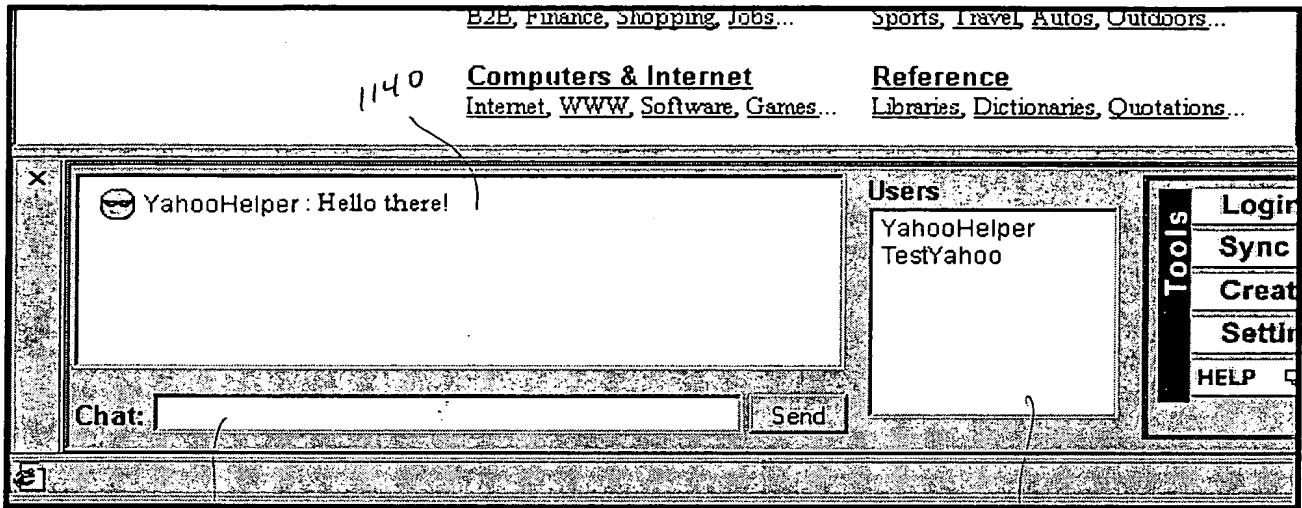 B2B, Finance, Shopping, Jobs...
Sports, Travel, Autos, Outdoors...
Computers & Internet
Internet, WWW, Software, Games...
Reference
Libraries, Dictionaries, Quotations...
1140
X
YahooHelper : Hello there!
Users
YahooHelper
TestYahoo
Tools
Login
Sync
Creat
Settin
HELP
Chat:
Send